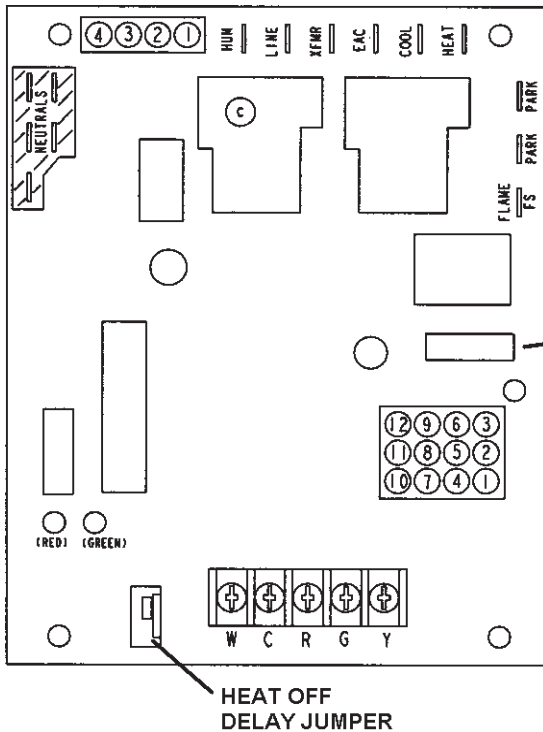 4 3 2 1
HUM
LINE
XFMR
EAC
COOL
HEAT
NEUTRALS
C
PARK
PARK
FLAME
FS
12 9 6 3
11 8 5 2
10 7 4 1
(RED) (GREEN)
W C R G Y
HEAT OFF
DELAY JUMPER